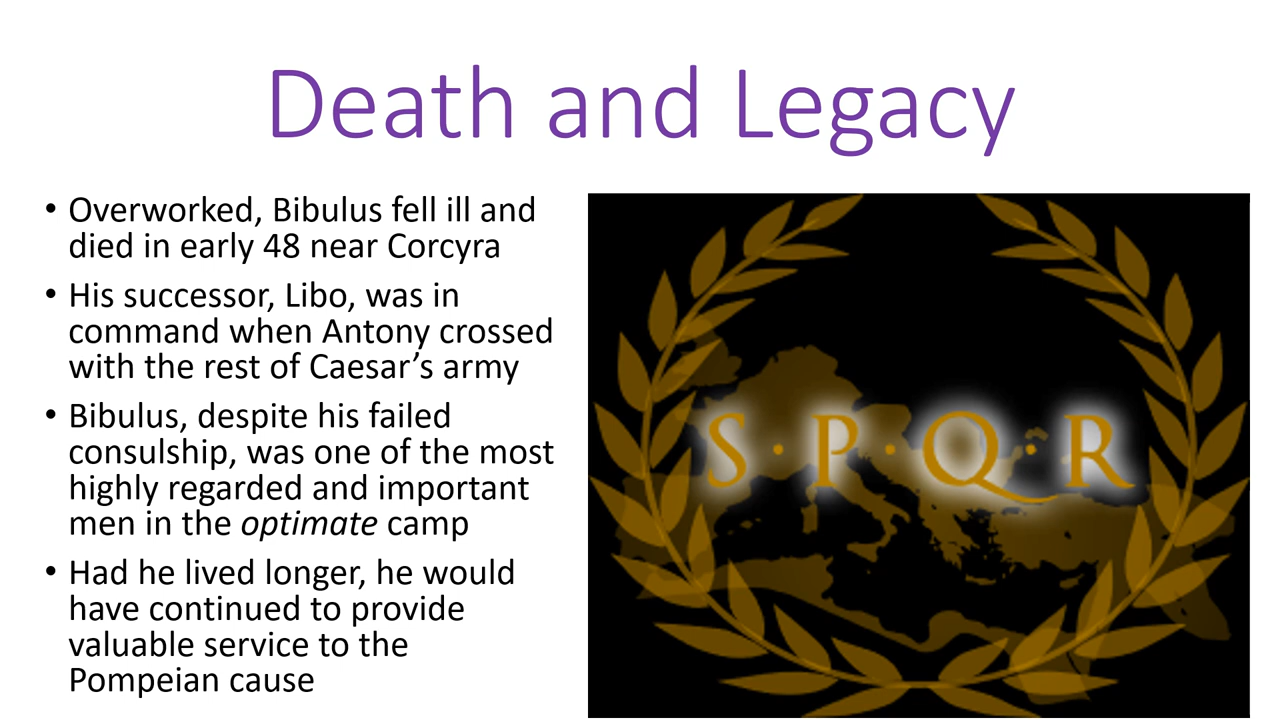 Death and Legacy
• Overworked, Bibulus fell ill and
died in early 48 near Corcyra
• His successor, Libo, was in
command when Antony crossed
with the rest of Caesar’s army
• Bibulus, despite his failed
consulship, was one of the most
highly regarded and important
men in the optimate camp
• Had he lived longer, he would
have continued to provide
valuable service to the
Pompeian cause
S·P·Q·R